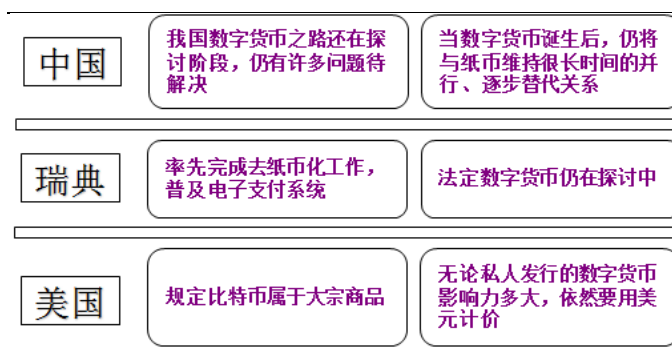 中国
我国数字货币之路还在探
讨阶段，仍有许多问题待
解决
当数字货币诞生后，仍将
与纸币维持很长时间的并
行、逐步替代关系
瑞典
率先完成去纸币化工作，
普及电子支付系统
法定数字货币仍在探讨中
美国
规定比特币属于大宗商品
无论私人发行的数字货币
影响力多大，依然要用美
元计价